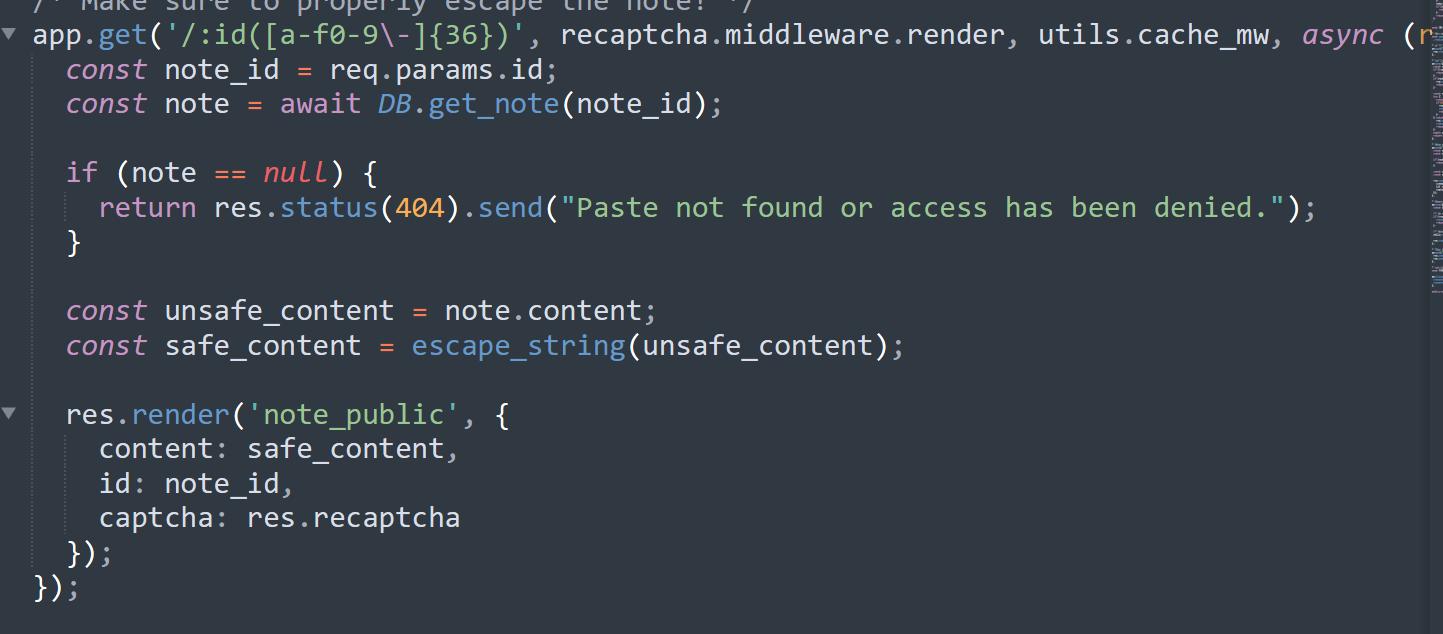 /* Make sure to properly escape the note! */
app.get('/:id([a-f0-9\-]{36})', recaptcha.middleware.render, utils.cache_mw, async (r
const note_id = req.params.id;
const note = await DB.get_note(note_id);
if (note == null) {
return res.status(404).send("Paste not found or access has been denied.");
}
const unsafe_content = note.content;
const safe_content = escape_string(unsafe_content);
res.render('note_public', {
content: safe_content,
id: note_id,
captcha: res.recaptcha
});
});